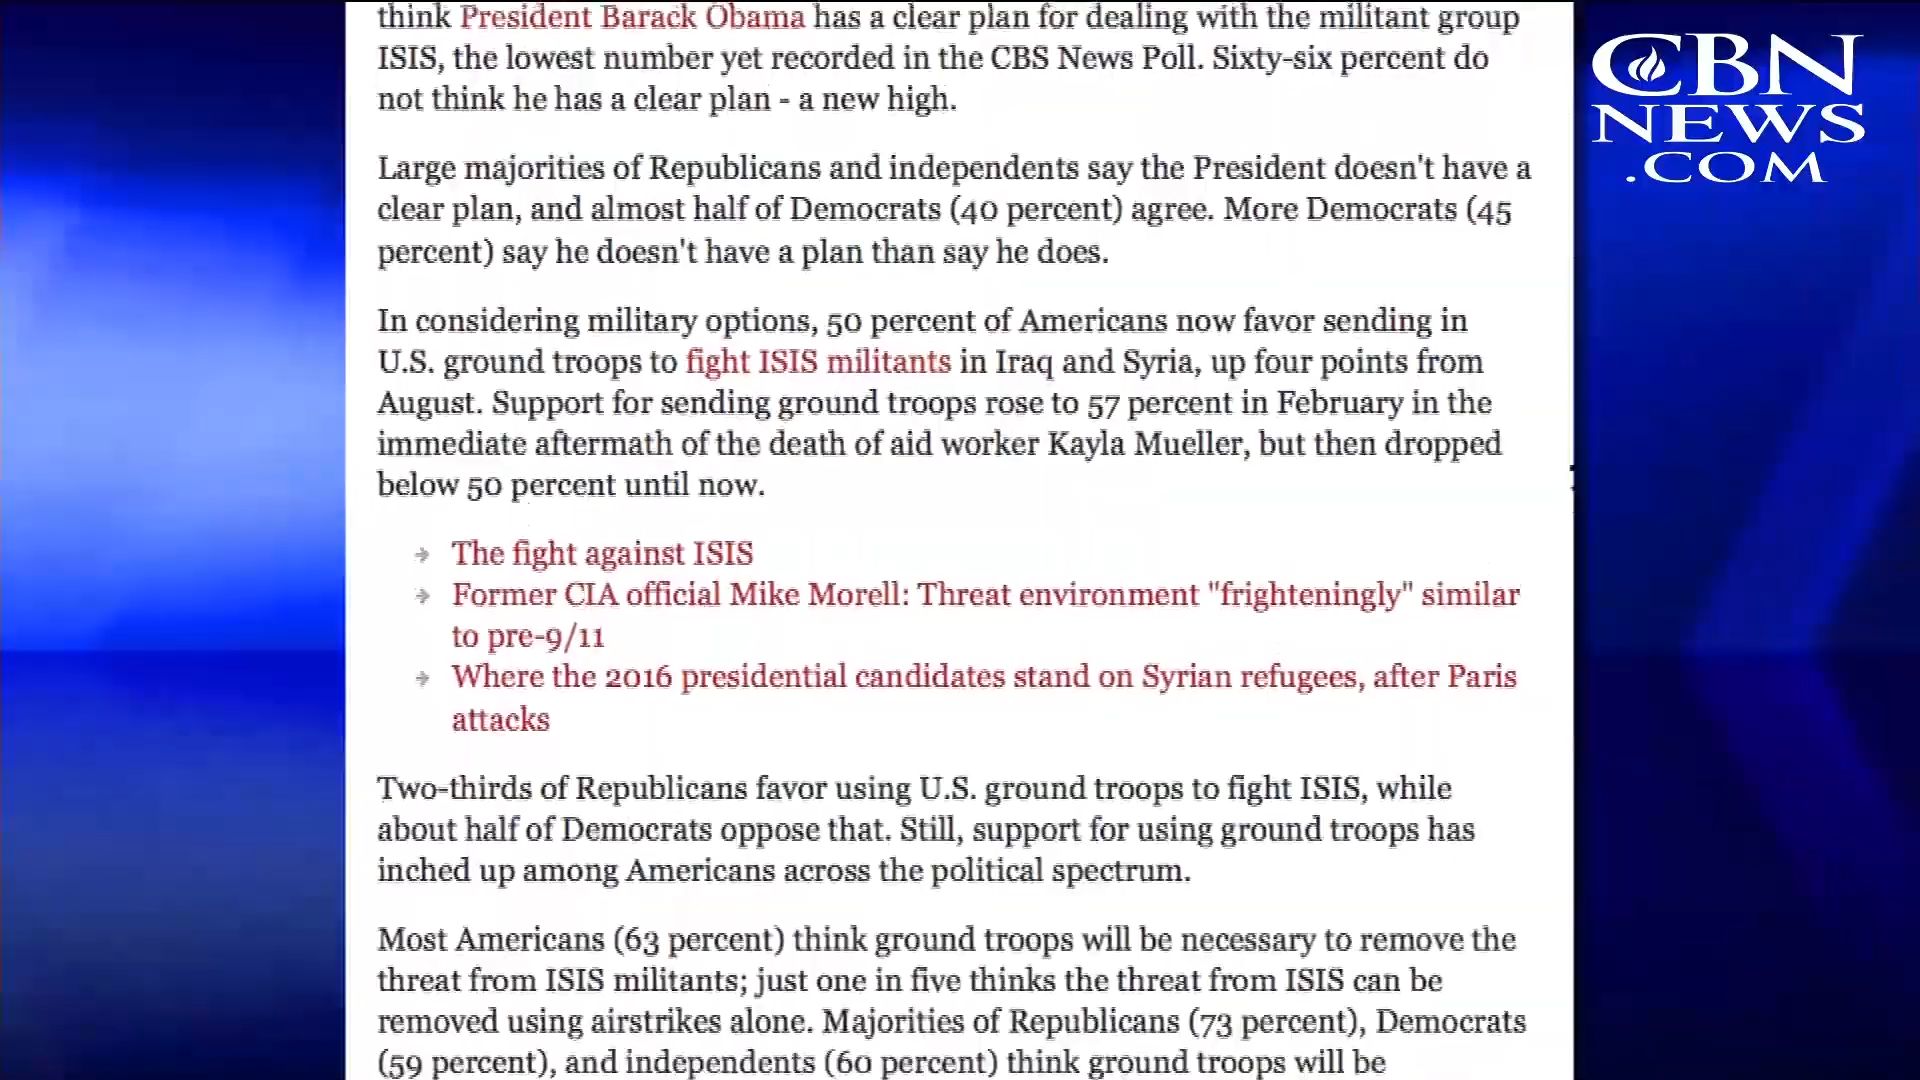 think President Barack Obama has a clear plan for dealing with the militant group
ISIS, the lowest number yet recorded in the CBS News Poll. Sixty-six percent do
not think he has a clear plan - a new high.
Large majorities of Republicans and independents say the President doesn't have a
clear plan, and almost half of Democrats (40 percent) agree. More Democrats (45
percent) say he doesn't have a plan than say he does.
In considering military options, 50 percent of Americans now favor sending in
U.S. ground troops to fight ISIS militants in Iraq and Syria, up four points from
August. Support for sending ground troops rose to 57 percent in February in the
immediate aftermath of the death of aid worker Kayla Mueller, but then dropped
below 50 percent until now.
The fight against ISIS
Former CIA official Mike Morell: Threat environment "frighteningly" similar
to pre-9/11
Where the 2016 presidential candidates stand on Syrian refugees, after Paris
attacks
Two-thirds of Republicans favor using U.S. ground troops to fight ISIS, while
about half of Democrats oppose that. Still, support for using ground troops has
inched up among Americans across the political spectrum.
Most Americans (63 percent) think ground troops will be necessary to remove the
threat from ISIS militants; just one in five thinks the threat from ISIS can be
removed using airstrikes alone. Majorities of Republicans (73 percent), Democrats
(59 percent), and independents (60 percent) think ground troops will be
CBN
NEWS
.COM